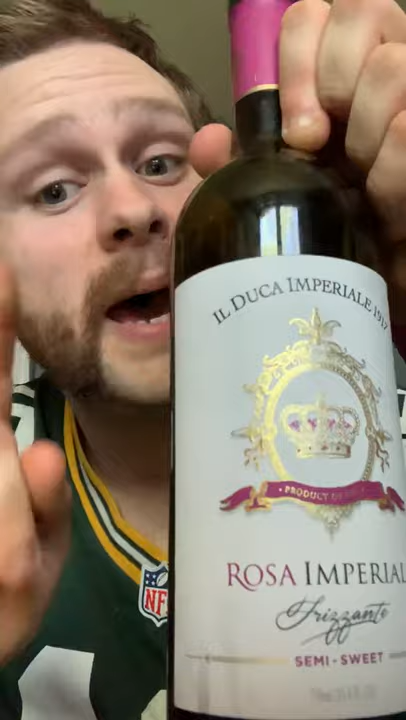 IL DUCA IMPERIALE 1917
• PRODUCT OF
ROSA IMPERIAL
Frizzante
SEMI-SWEET
NFL